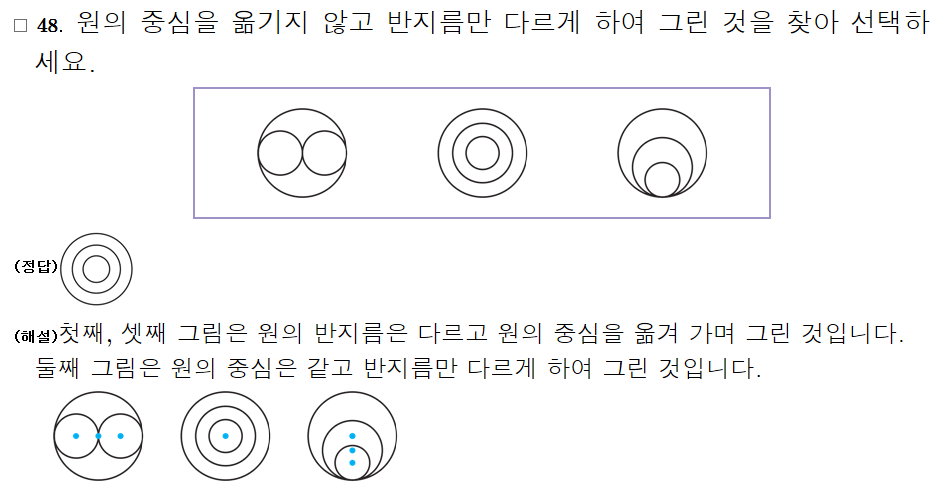 □ 48. 원의 중심을 옮기지 않고 반지름만 다르게 하여 그린 것을 찾아 선택하
세요.
(정답)
(해설)첫째, 셋째 그림은 원의 반지름은 다르고 원의 중심을 옮겨 가며 그린 것입니다.
둘째 그림은 원의 중심은 같고 반지름만 다르게 하여 그린 것입니다.